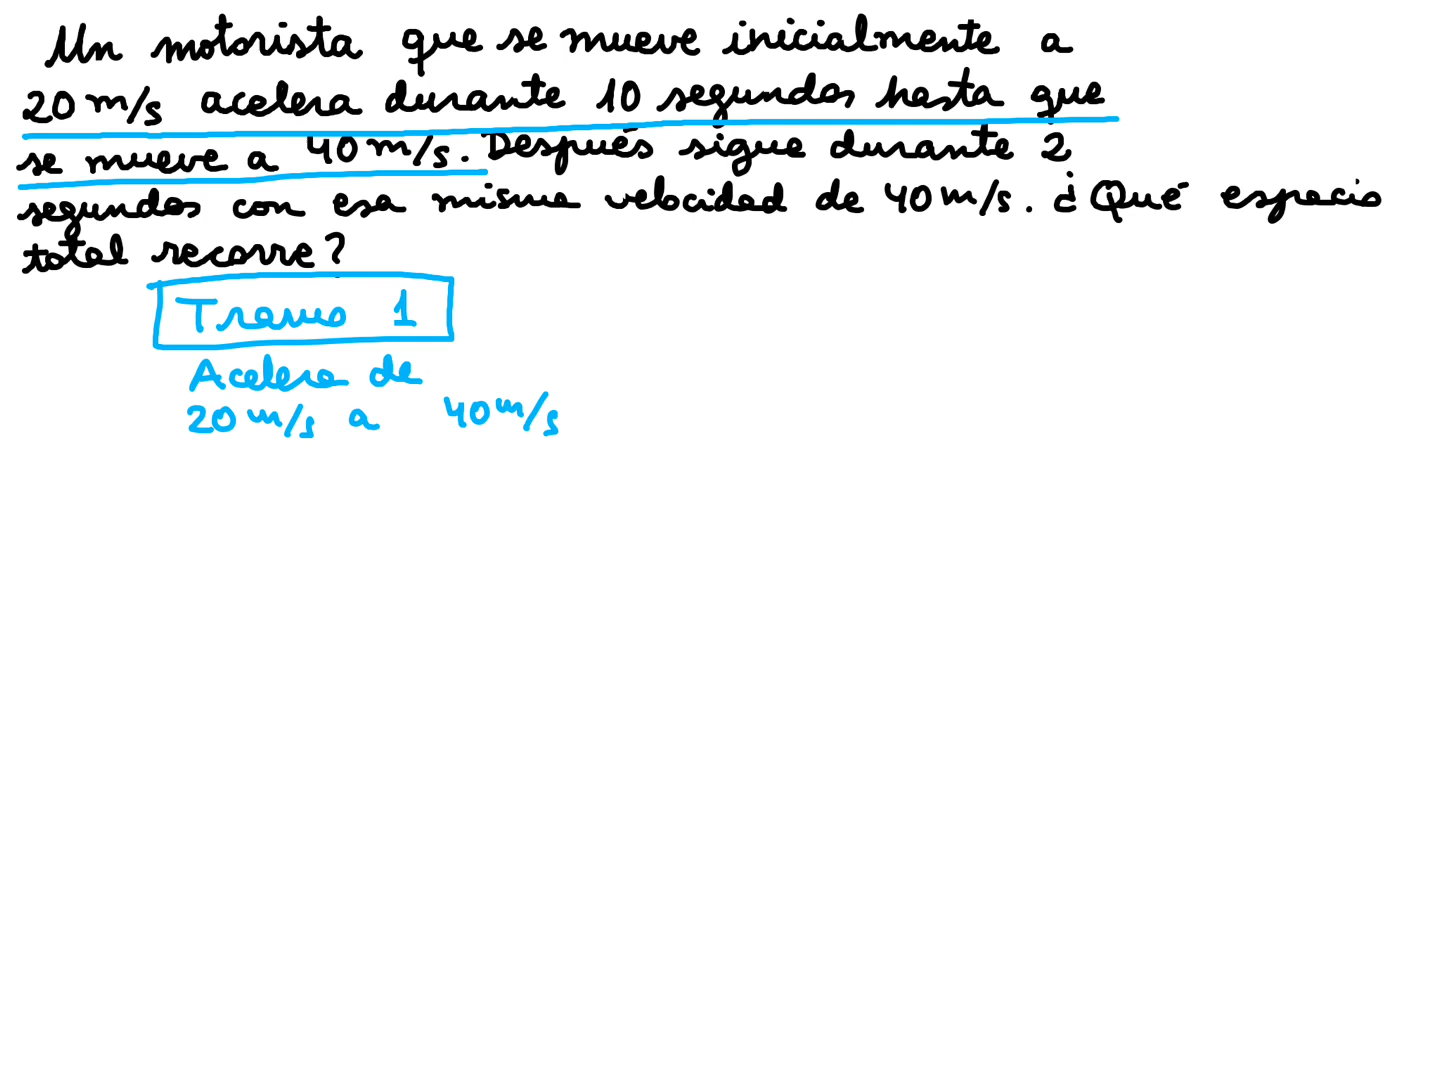 Un motorista que se mueve inicialmente a
20 m/s acelera durante 10 segundos hasta que
se mueve a 40 m/s. Después sigue durante 2
segundos con esa misma velocidad de 40 m/s. ¿Qué espacio
total recorre?
Tramo 1
Acelera de
20 m/s a 40 m/s